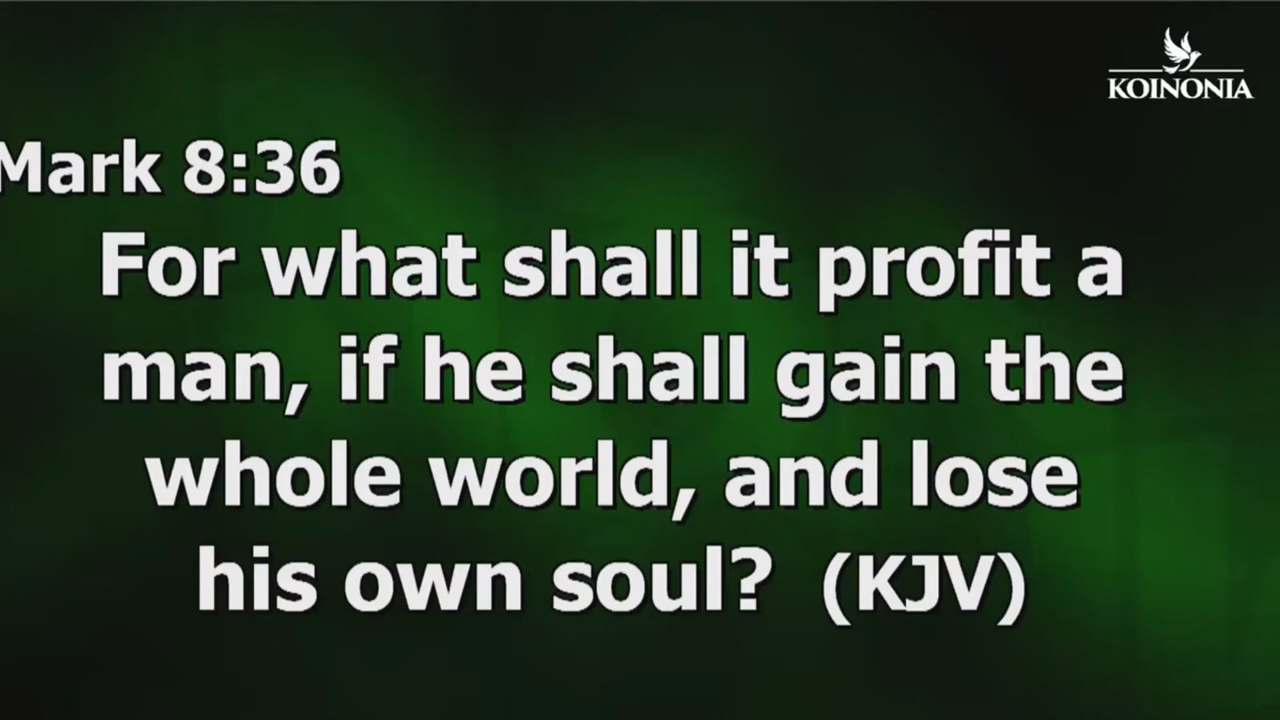 KOINONIA
Mark 8:36
For what shall it profit a
man, if he shall gain the
whole world, and lose
his own soul? (KJV)